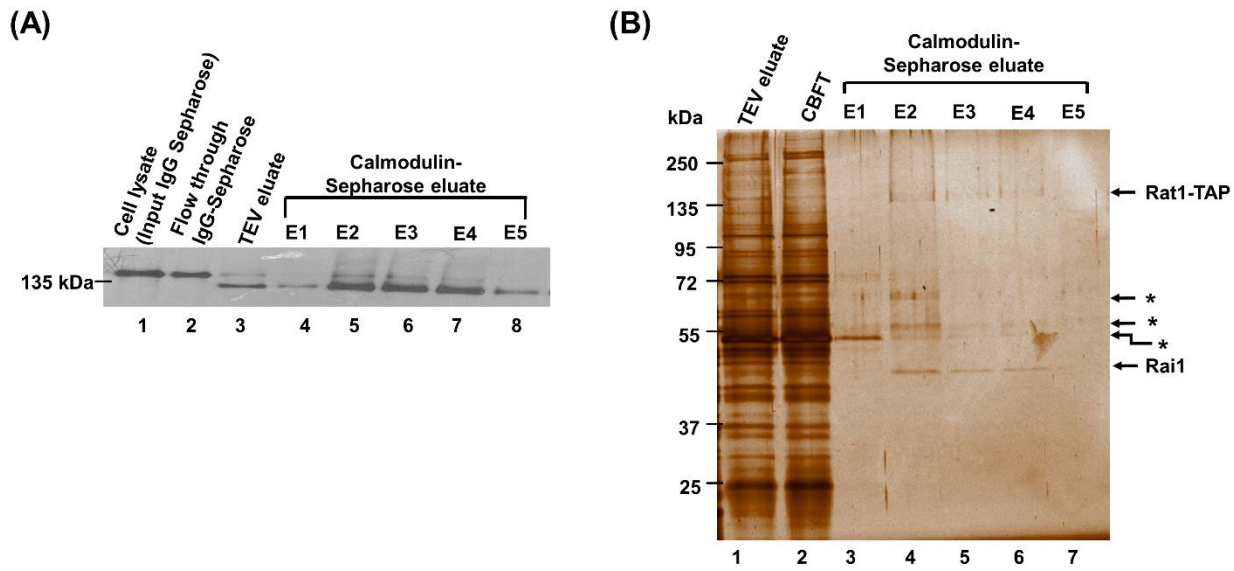 (A)
Cell lysate
(Input IgG Sepharose)
Flow through
IgG-Sepharose
TEV eluate
Calmodulin-
Sepharose eluate
E1 E2 E3 E4 E5
135 kDa
1 2 3 4 5 6 7 8
(B)
TEV eluate
CBFT
Calmodulin-
Sepharose eluate
E1 E2 E3 E4 E5
kDa
250
135
95
72
55
37
25
Rat1-TAP
*
*
*
Rai1
1 2 3 4 5 6 7